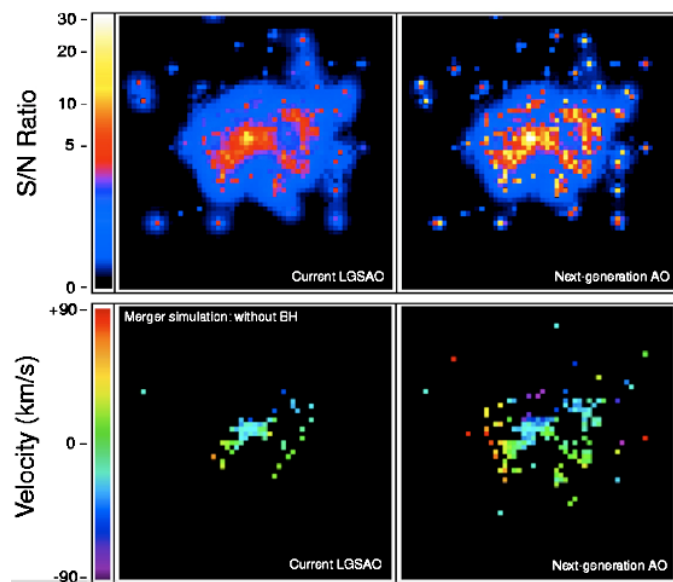 30
20
10
5
0
S/N Ratio
Current LGSAO
Next-generation AO
+90
0
-90
Velocity (km/s)
Merger simulation: without BH
Current LGSAO
Next-generation AO